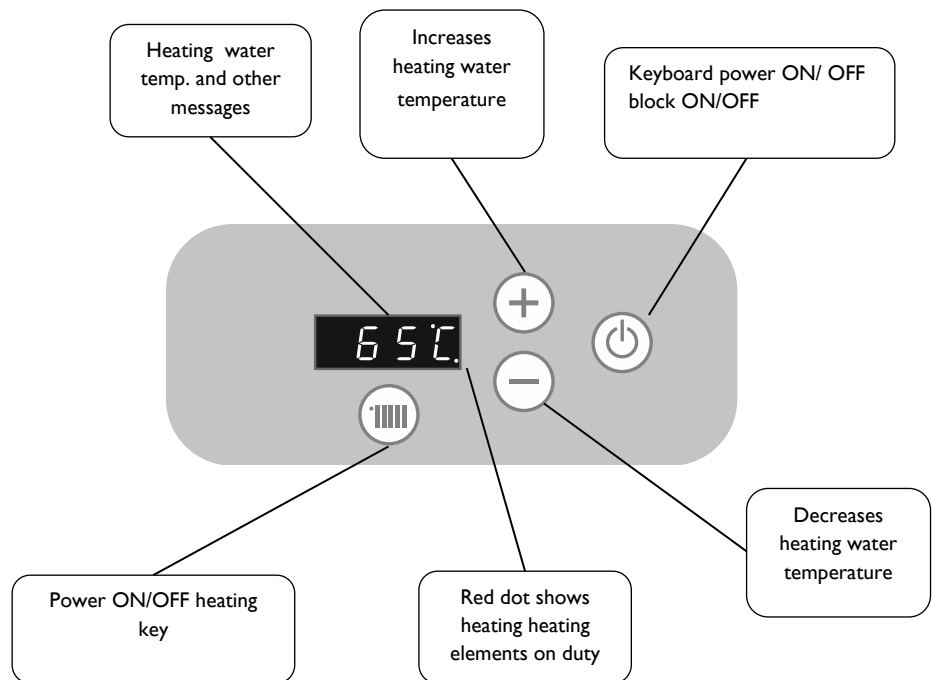 Heating water
temp. and other
messages
Increases
heating water
temperature
Keyboard power ON/ OFF
block ON/OFF
65°C.
Decreases
heating water
temperature
Power ON/OFF heating
key
Red dot shows
heating heating
elements on duty